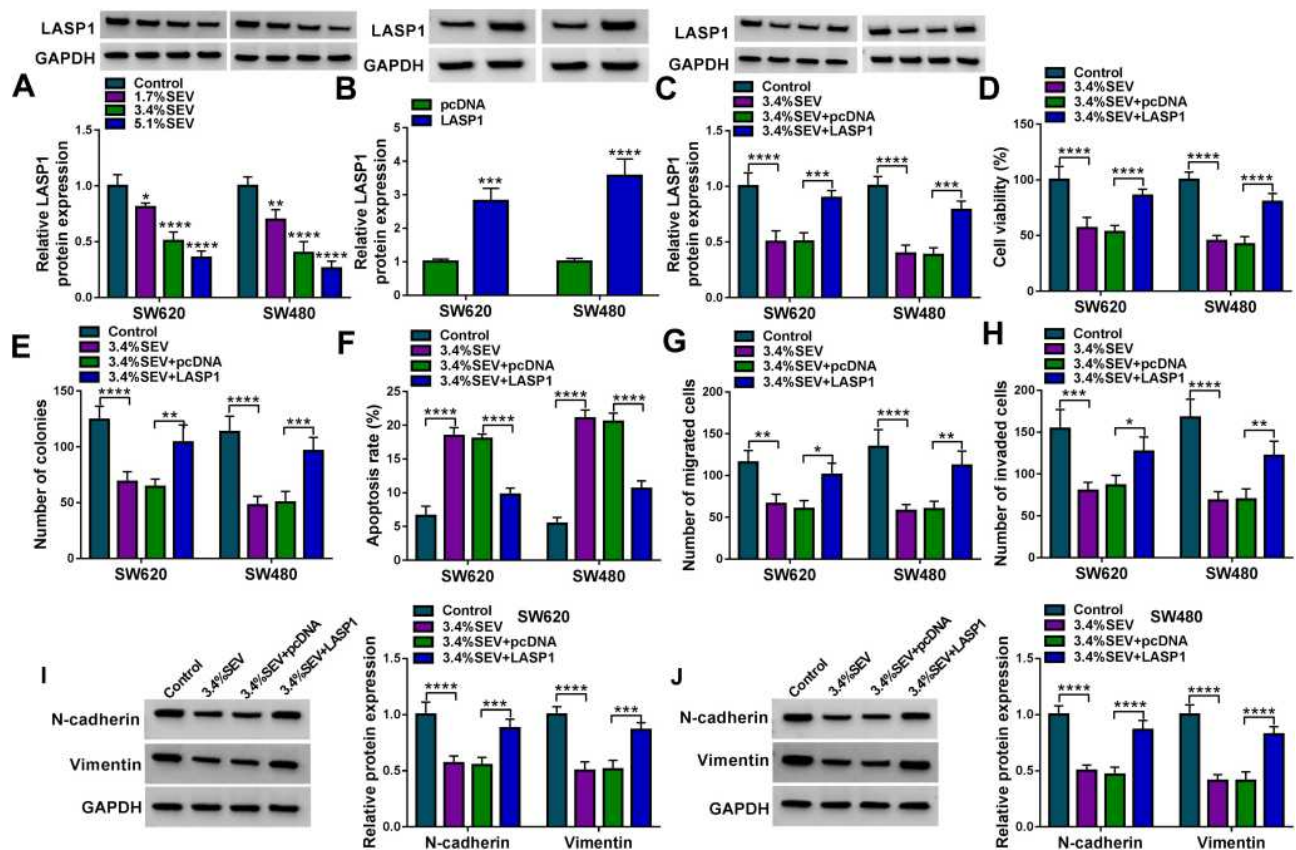 LASP1
GAPDH
LASP1
GAPDH
LASP1
GAPDH
A
Control
1.7%SEV
3.4%SEV
5.1%SEV
Relative LASP1
protein expression
1.5
1.0
0.5
0.0
*
****
****
**
****
****
SW620
SW480
B
pcDNA
LASP1
Relative LASP1
protein expression
5
4
3
2
1
0
***
****
SW620
SW480
C
Control
3.4%SEV
3.4%SEV+pcDNA
3.4%SEV+LASP1
Relative LASP1
protein expression
1.5
1.0
0.5
0.0
****
***
****
***
SW620
SW480
D
Control
3.4%SEV
3.4%SEV+pcDNA
3.4%SEV+LASP1
Cell viability (%)
150
100
50
0
****
****
****
****
SW620
SW480
E
Control
3.4%SEV
3.4%SEV+pcDNA
3.4%SEV+LASP1
Number of colonies
150
100
50
0
****
**
****
***
SW620
SW480
F
Control
3.4%SEV
3.4%SEV+pcDNA
3.4%SEV+LASP1
Apoptosis rate (%)
25
20
15
10
5
0
****
****
****
****
SW620
SW480
G
Control
3.4%SEV
3.4%SEV+pcDNA
3.4%SEV+LASP1
Number of migrated cells
200
150
100
50
0
**
*
****
**
SW620
SW480
H
Control
3.4%SEV
3.4%SEV+pcDNA
3.4%SEV+LASP1
Number of invaded cells
200
150
100
50
0
***
*
****
**
SW620
SW480
I
Control
3.4%SEV
3.4%SEV+pcDNA
3.4%SEV+LASP1
N-cadherin
Vimentin
GAPDH
SW620
Control
3.4%SEV
3.4%SEV+pcDNA
3.4%SEV+LASP1
Relative protein expression
1.5
1.0
0.5
0.0
****
***
****
***
N-cadherin
Vimentin
J
Control
3.4%SEV
3.4%SEV+pcDNA
3.4%SEV+LASP1
N-cadherin
Vimentin
GAPDH
SW480
Control
3.4%SEV
3.4%SEV+pcDNA
3.4%SEV+LASP1
Relative protein expression
1.5
1.0
0.5
0.0
****
****
****
****
N-cadherin
Vimentin